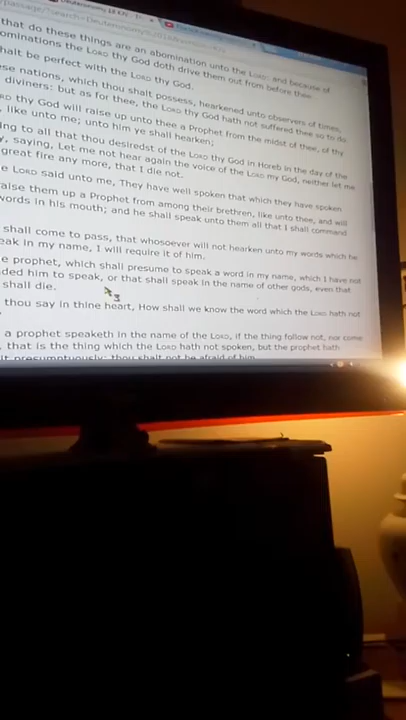 passage/?search=Deuteronomy
that do these things are an abomination unto the LORD: and because of
ominations the LORD thy God doth drive them out from before thee.
halt be perfect with the LORD thy God.
se nations, which thou shalt possess, hearkened unto observers of times,
diviners: but as for thee, the LORD thy God hath not suffered thee so to do.
RD thy God will raise up unto thee a Prophet from the midst of thee, of thy
, like unto me; unto him ye shall hearken;
ing to all that thou desiredst of the LORD thy God in Horeb in the day of the
y, saying, Let me not hear again the voice of the LORD my God, neither let me
great fire any more, that I die not.
e LORD said unto me, They have well spoken that which they have spoken
aise them up a Prophet from among their brethren, like unto thee, and will
words in his mouth; and he shall speak unto them all that I shall command
shall come to pass, that whosoever will not hearken unto my words which he
eak in my name, I will require it of him.
e prophet, which shall presume to speak a word in my name, which I have not
ded him to speak, or that shall speak in the name of other gods, even that
shall die.
thou say in thine heart, How shall we know the word which the LORD hath not
a prophet speaketh in the name of the LORD, if the thing follow not, nor come
, that is the thing which the LORD hath not spoken, but the prophet hath
it presumptuously: thou shalt not be afraid of him.